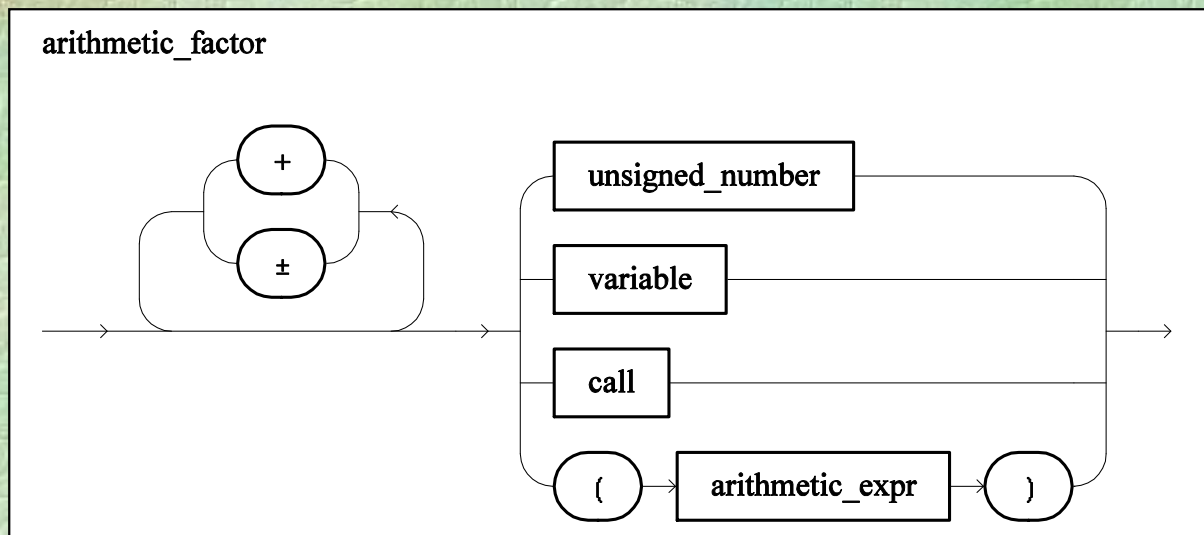 arithmetic_factor
+
±
unsigned_number
variable
call
( arithmetic_expr )